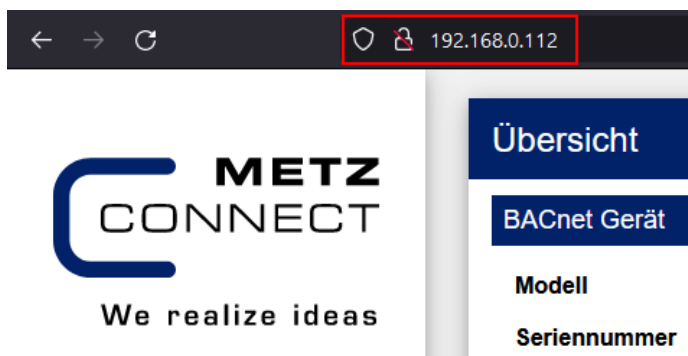 192.168.0.112
METZ
CONNECT
We realize ideas
Übersicht
BACnet Gerät
Modell
Seriennummer